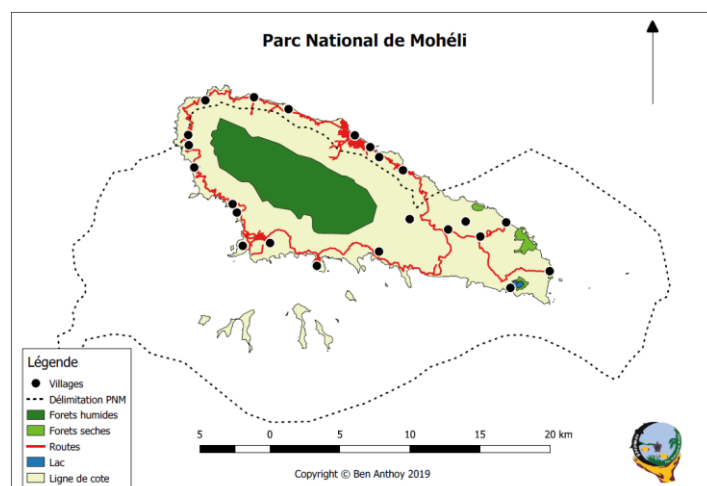 Parc National de Mohéli
Légende
Villages
Délimitation PNM
Forets humides
Forets seches
Routes
Lac
Ligne de cote
5 0 5 10 15 20 km
Copyright © Ben Anthoy 2019